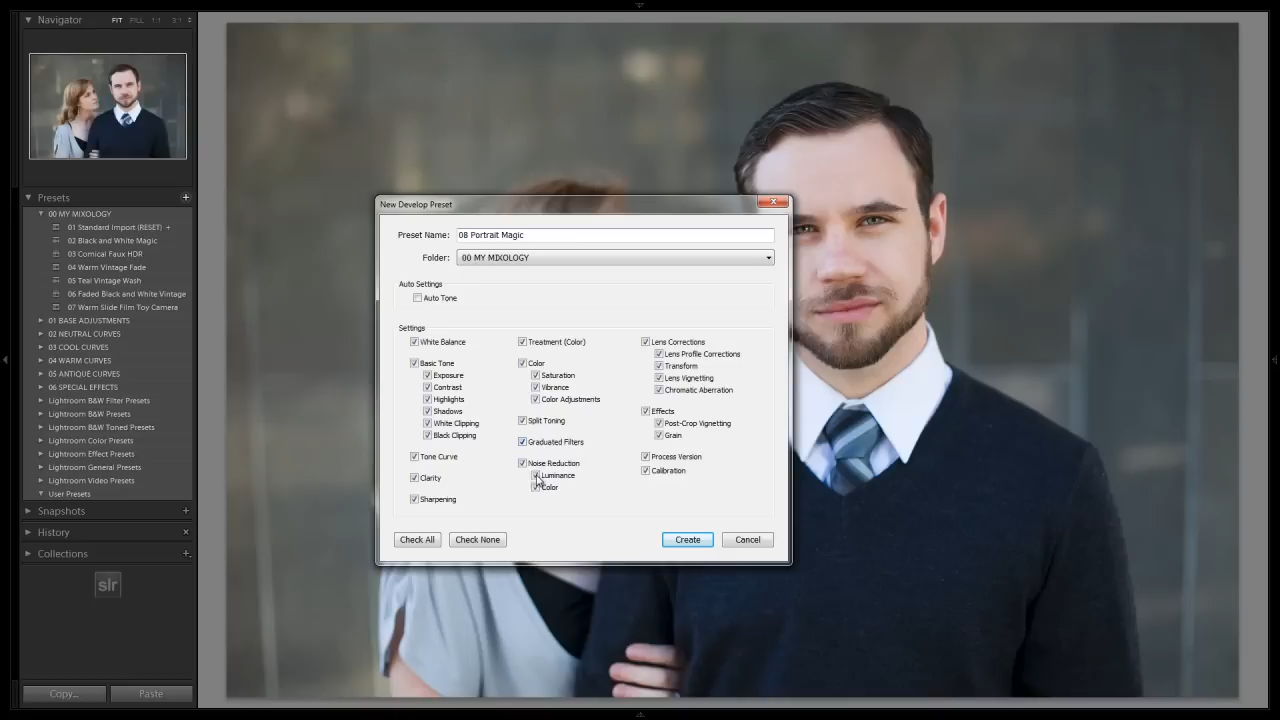 Navigator
FIT FILL 1:1 3:1
Presets
00 MY MIXOLOGY
01 Standard Import (RESET) +
02 Black and White Magic
03 Comical Faux HDR
04 Warm Vintage Fade
05 Teal Vintage Wash
06 Faded Black and White Vintage
07 Warm Slide Film Toy Camera
01 BASE ADJUSTMENTS
02 NEUTRAL CURVES
03 COOL CURVES
04 WARM CURVES
05 ANTIQUE CURVES
06 SPECIAL EFFECTS
Lightroom B&W Filter Presets
Lightroom B&W Presets
Lightroom B&W Toned Presets
Lightroom Color Presets
Lightroom Effect Presets
Lightroom General Presets
Lightroom Video Presets
User Presets
Snapshots
History
Collections
slr
Copy...
Paste
New Develop Preset
Preset Name: 08 Portrait Magic
Folder: 00 MY MIXOLOGY
Auto Settings
Auto Tone
Settings
White Balance
Basic Tone
Exposure
Contrast
Highlights
Shadows
White Clipping
Black Clipping
Tone Curve
Clarity
Sharpening
Treatment (Color)
Color
Saturation
Vibrance
Color Adjustments
Split Toning
Graduated Filters
Noise Reduction
Luminance
Color
Lens Corrections
Lens Profile Corrections
Transform
Lens Vignetting
Chromatic Aberration
Effects
Post-Crop Vignetting
Grain
Process Version
Calibration
Check All
Check None
Create
Cancel